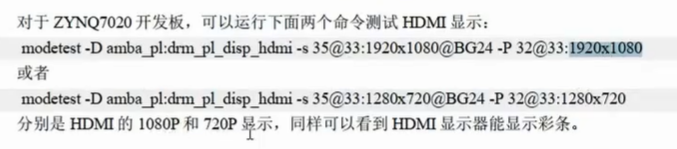 对于 ZYNQ7020 开发板，可以运行下面两个命令测试 HDMI 显示：
modetest -D amba_pl:drm_pl_disp_hdmi -s 35@33:1920x1080@BG24 -P 32@33:1920x1080
或者
modetest -D amba_pl:drm_pl_disp_hdmi -s 35@33:1280x720@BG24 -P 32@33:1280x720
分别是 HDMI 的 1080P 和 720P 显示，同样可以看到 HDMI 显示器能显示彩条。